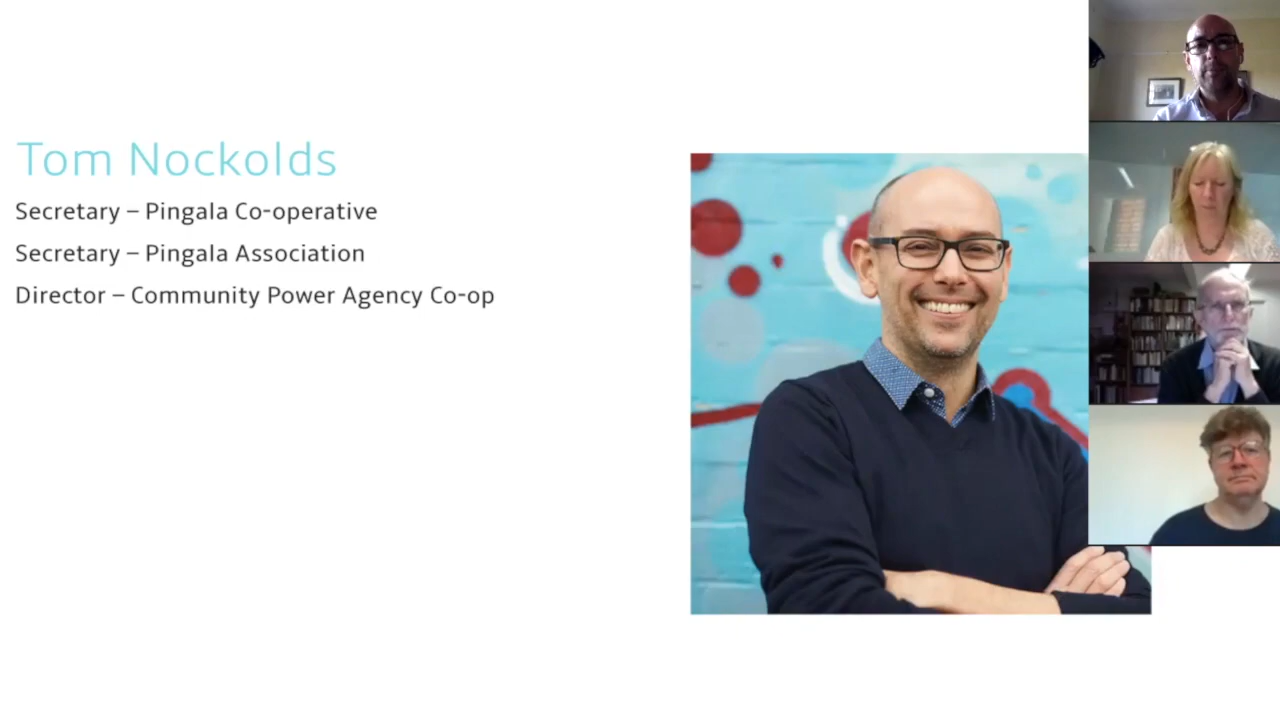 Tom Nockolds
Secretary – Pingala Co-operative
Secretary – Pingala Association
Director – Community Power Agency Co-op